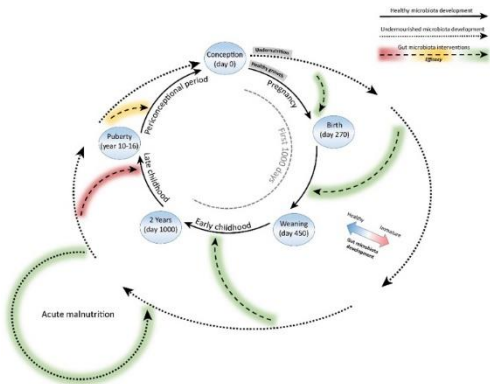 Healthy microbiota development
Undernourished microbiota development
Gut microbiota interventions
Efficacy
Conception
(day 0)
Undernutrition
Healthy growth
Pregnancy
Periconceptional period
Birth
(day 270)
Puberty
(year 10-16)
First 1000 days
Late childhood
2 Years
(day 1000)
Early childhood
Weaning
(day 450)
Healthy
Immature
Gut microbiota
development
Acute malnutrition